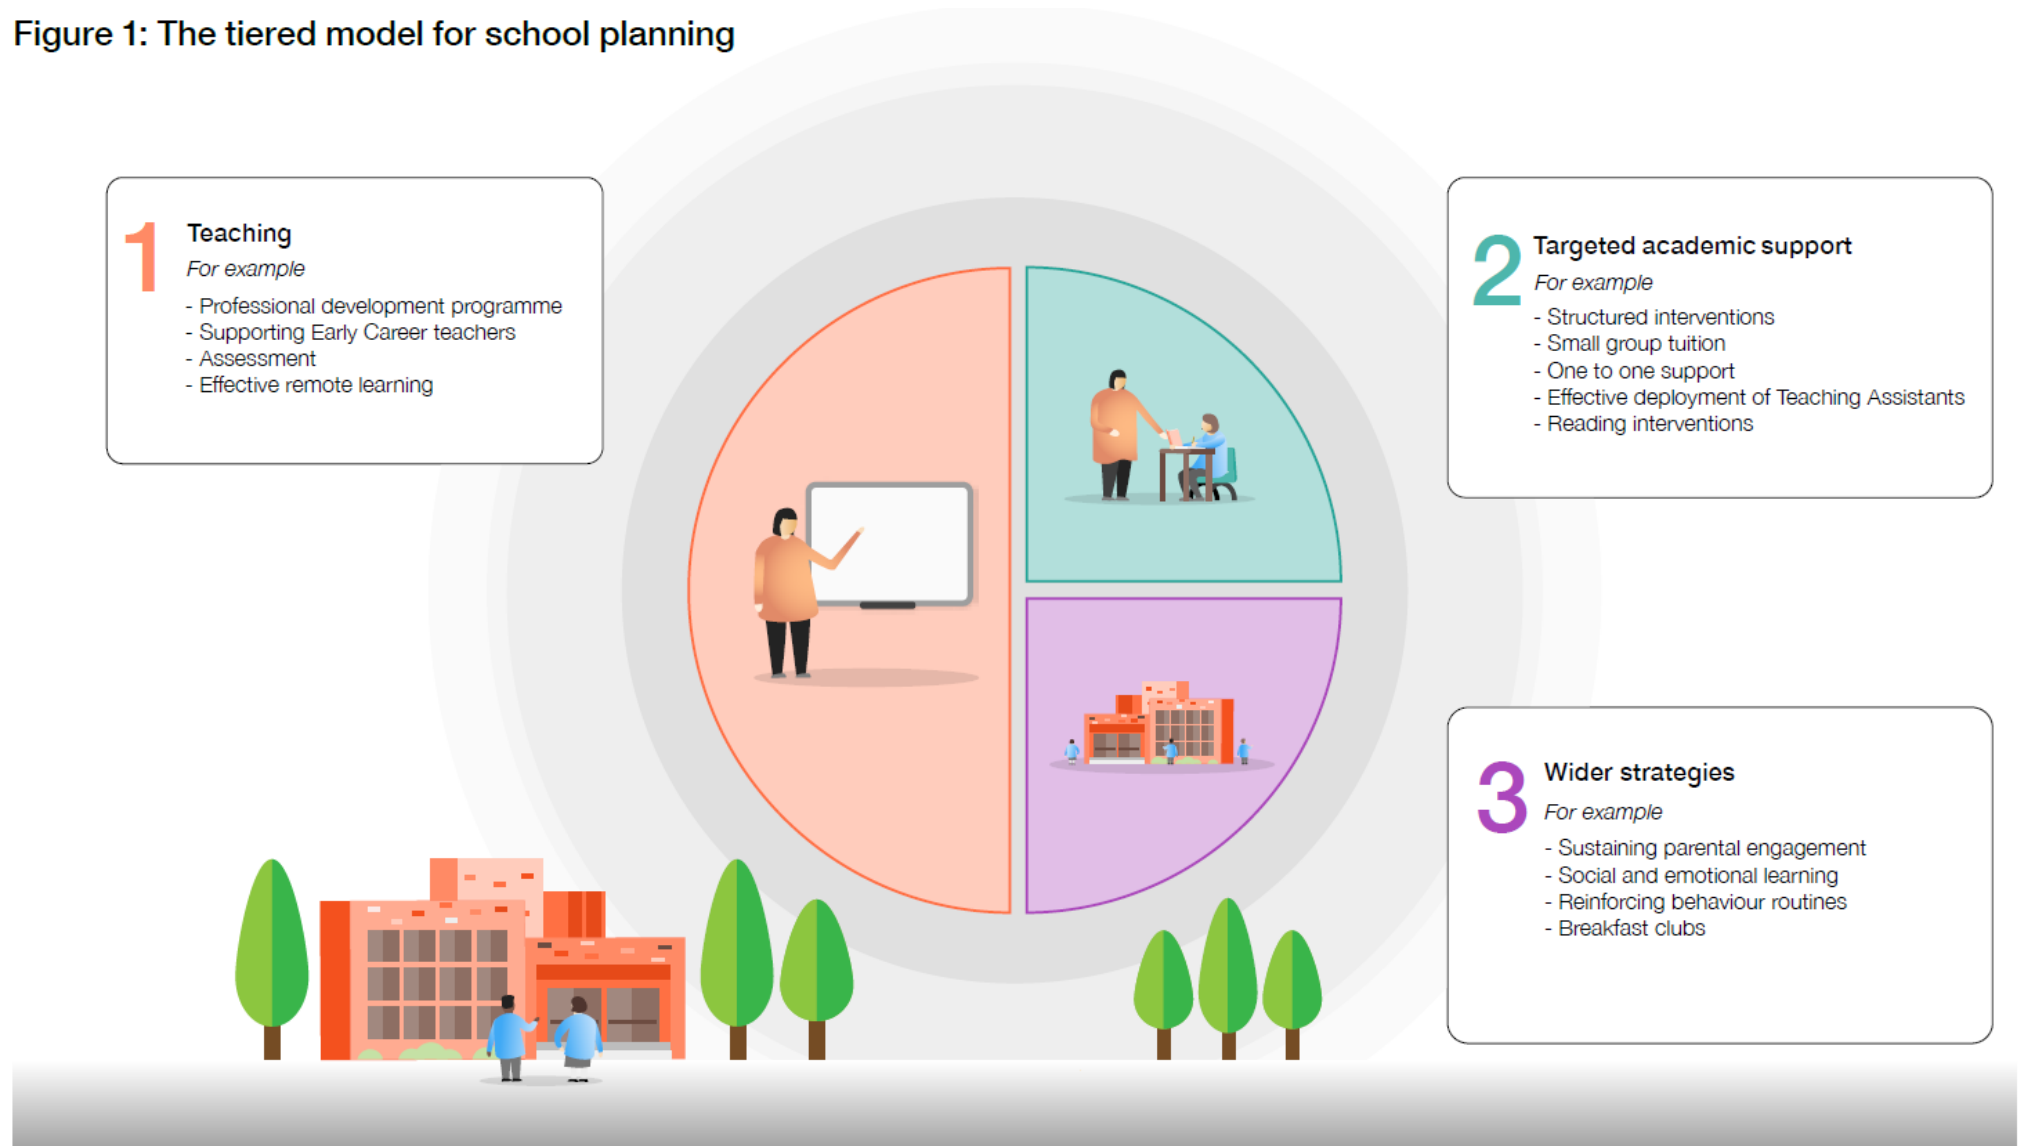 Figure 1: The tiered model for school planning
1
Teaching
For example
- Professional development programme
- Supporting Early Career teachers
- Assessment
- Effective remote learning
2
Targeted academic support
For example
- Structured interventions
- Small group tuition
- One to one support
- Effective deployment of Teaching Assistants
- Reading interventions
3
Wider strategies
For example
- Sustaining parental engagement
- Social and emotional learning
- Reinforcing behaviour routines
- Breakfast clubs